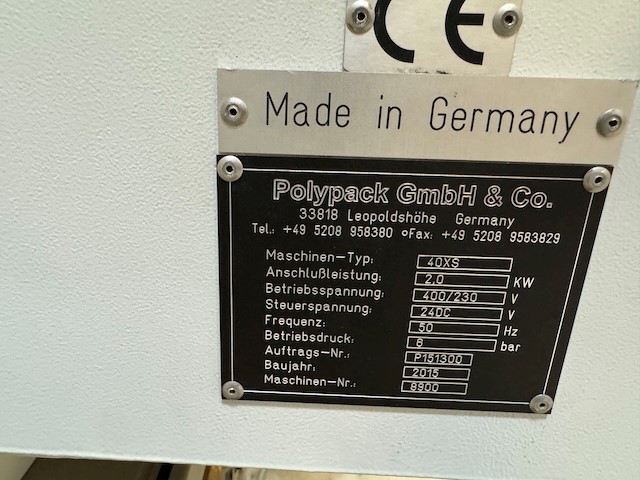 CE
Made in Germany
Polypack GmbH & Co.
33818 Leopoldshöhe Germany
Tel.: +49 5208 958380 ∘Fax: +49 5208 9583829
Maschinen-Typ: 40XS
Anschlußleistung: 2.0 KW
Betriebsspannung: 400/230 V
Steuerspannung: 24DC V
Frequenz: 50 Hz
Betriebsdruck: 6 bar
Auftrags-Nr.: P151300
Baujahr: 2015
Maschinen-Nr.: 8900